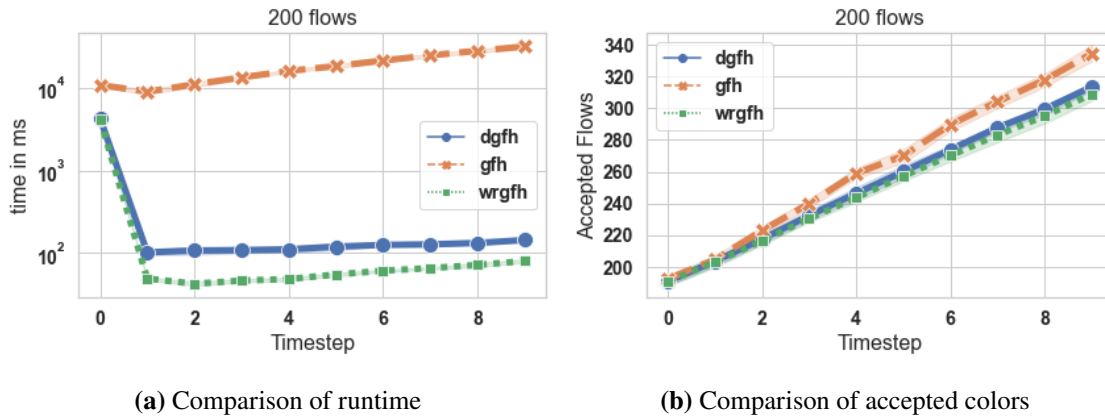 200 flows
time in ms
10^4
10^3
10^2
dgfh
gfh
wrgfh
0 2 4 6 8
Timestep
(a) Comparison of runtime
200 flows
Accepted Flows
340
320
300
280
260
240
220
200
dgfh
gfh
wrgfh
0 2 4 6 8
Timestep
(b) Comparison of accepted colors